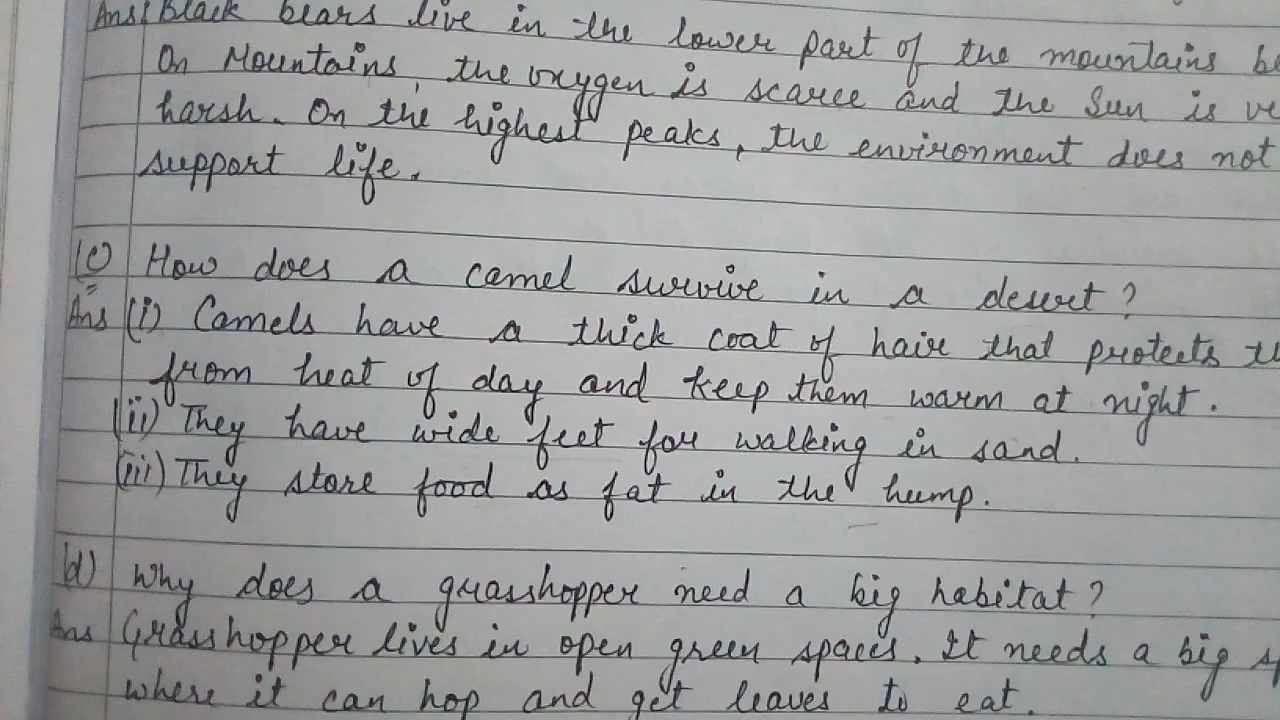 Ans Black bears live in the lower part of the mountains be
On Mountains, the oxygen is scarce and the Sun is ve
harsh. On the highest peaks, the environment does not
support life.
(c) How does a camel survive in a desert?
Ans (i) Camels have a thick coat of hair that protects th
from heat of day and keep them warm at night.
(ii) They have wide feet for walking in sand.
(iii) They store food as fat in the hump.
d) Why does a grasshopper need a big habitat?
Ans Grasshopper lives in open green spaces. It needs a big sp
where it can hop and get leaves to eat.